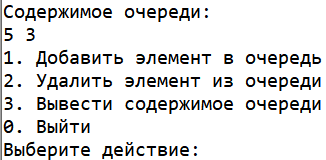 Содержимое очереди:
5 3
1. Добавить элемент в очередь
2. Удалить элемент из очереди
3. Вывести содержимое очереди
0. Выйти
Выберите действие: